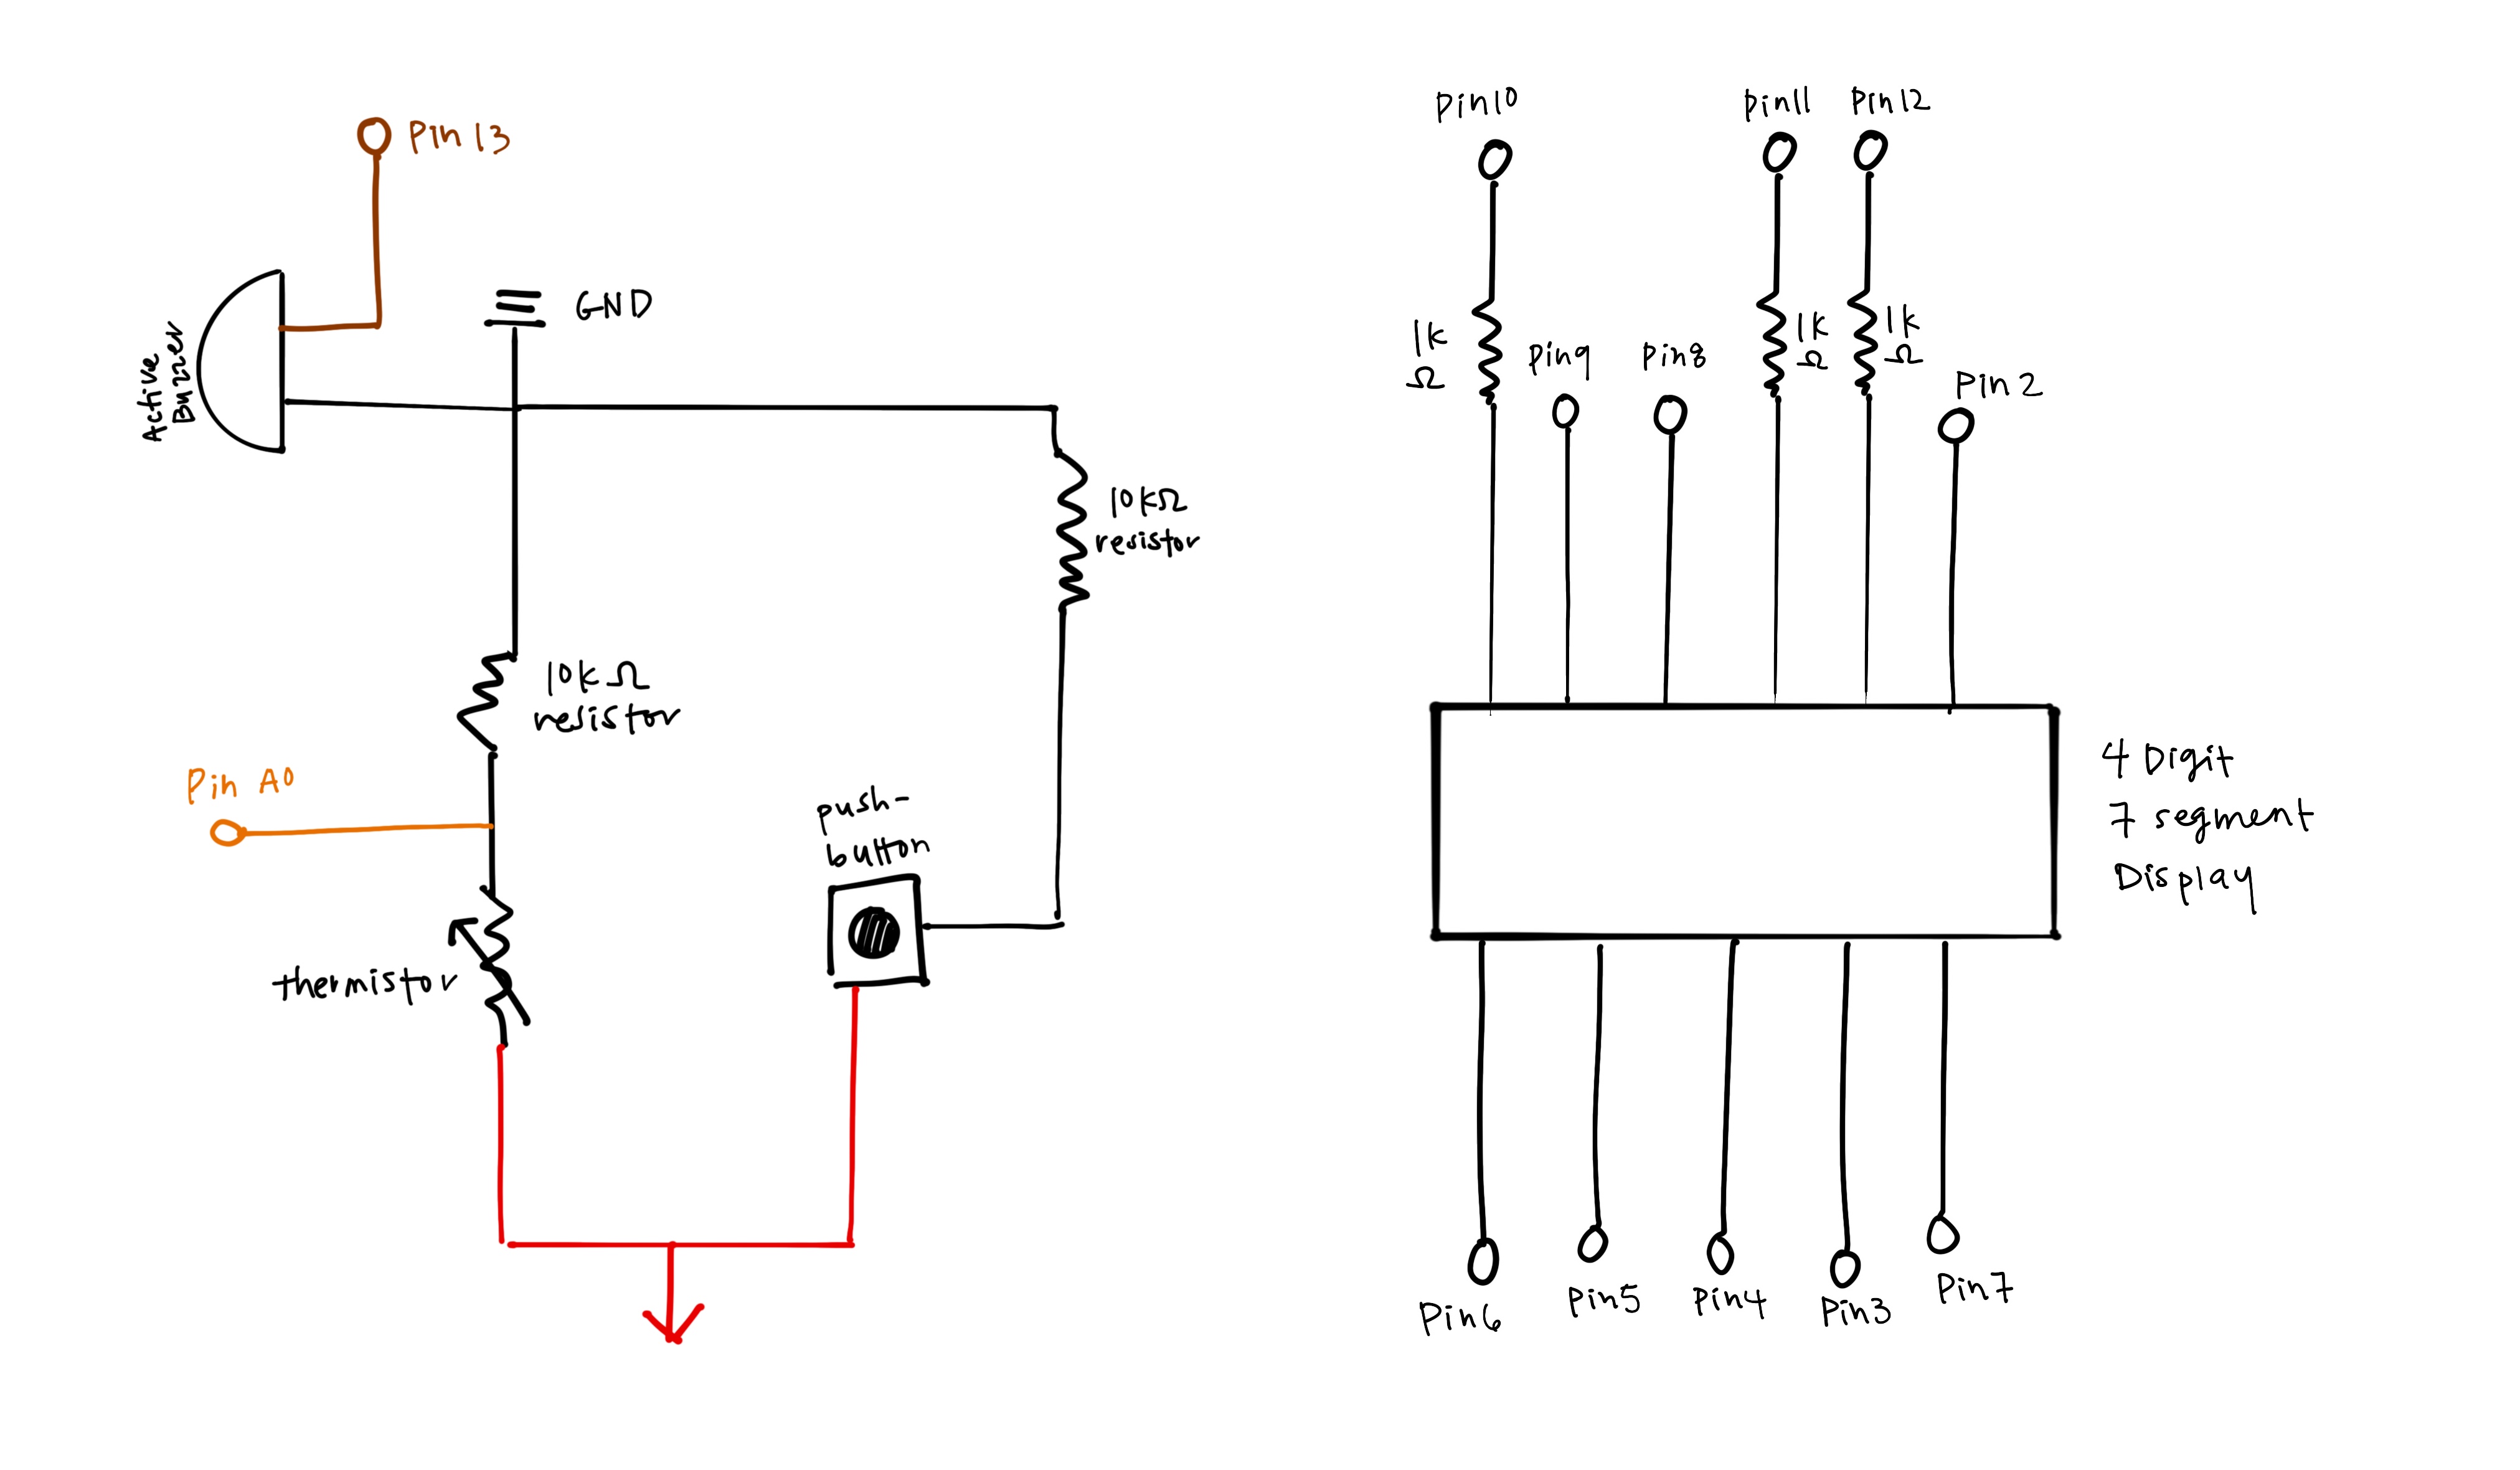 Pin 13
GND
Active
Buzzer
10kΩ
resistor
10kΩ
resistor
Pin A0
push-
button
thermistor
Pin10
Pin11
Pin12
1k
Ω
Pin9
Pin8
1k
Ω
1k
Ω
Pin 2
4 Digit
7 segment
Display
Pin6
Pin5
Pin4
Pin3
Pin7